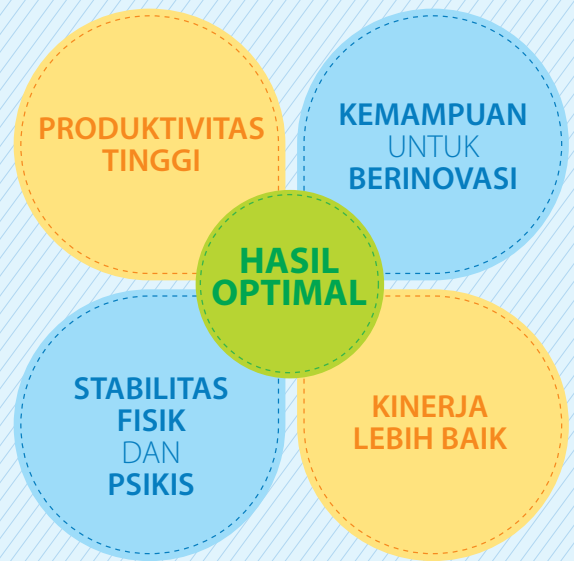 PRODUKTIVITAS
TINGGI
KEMAMPUAN
UNTUK
BERINOVASI
HASIL
OPTIMAL
STABILITAS
FISIK
DAN
PSIKIS
KINERJA
LEBIH BAIK